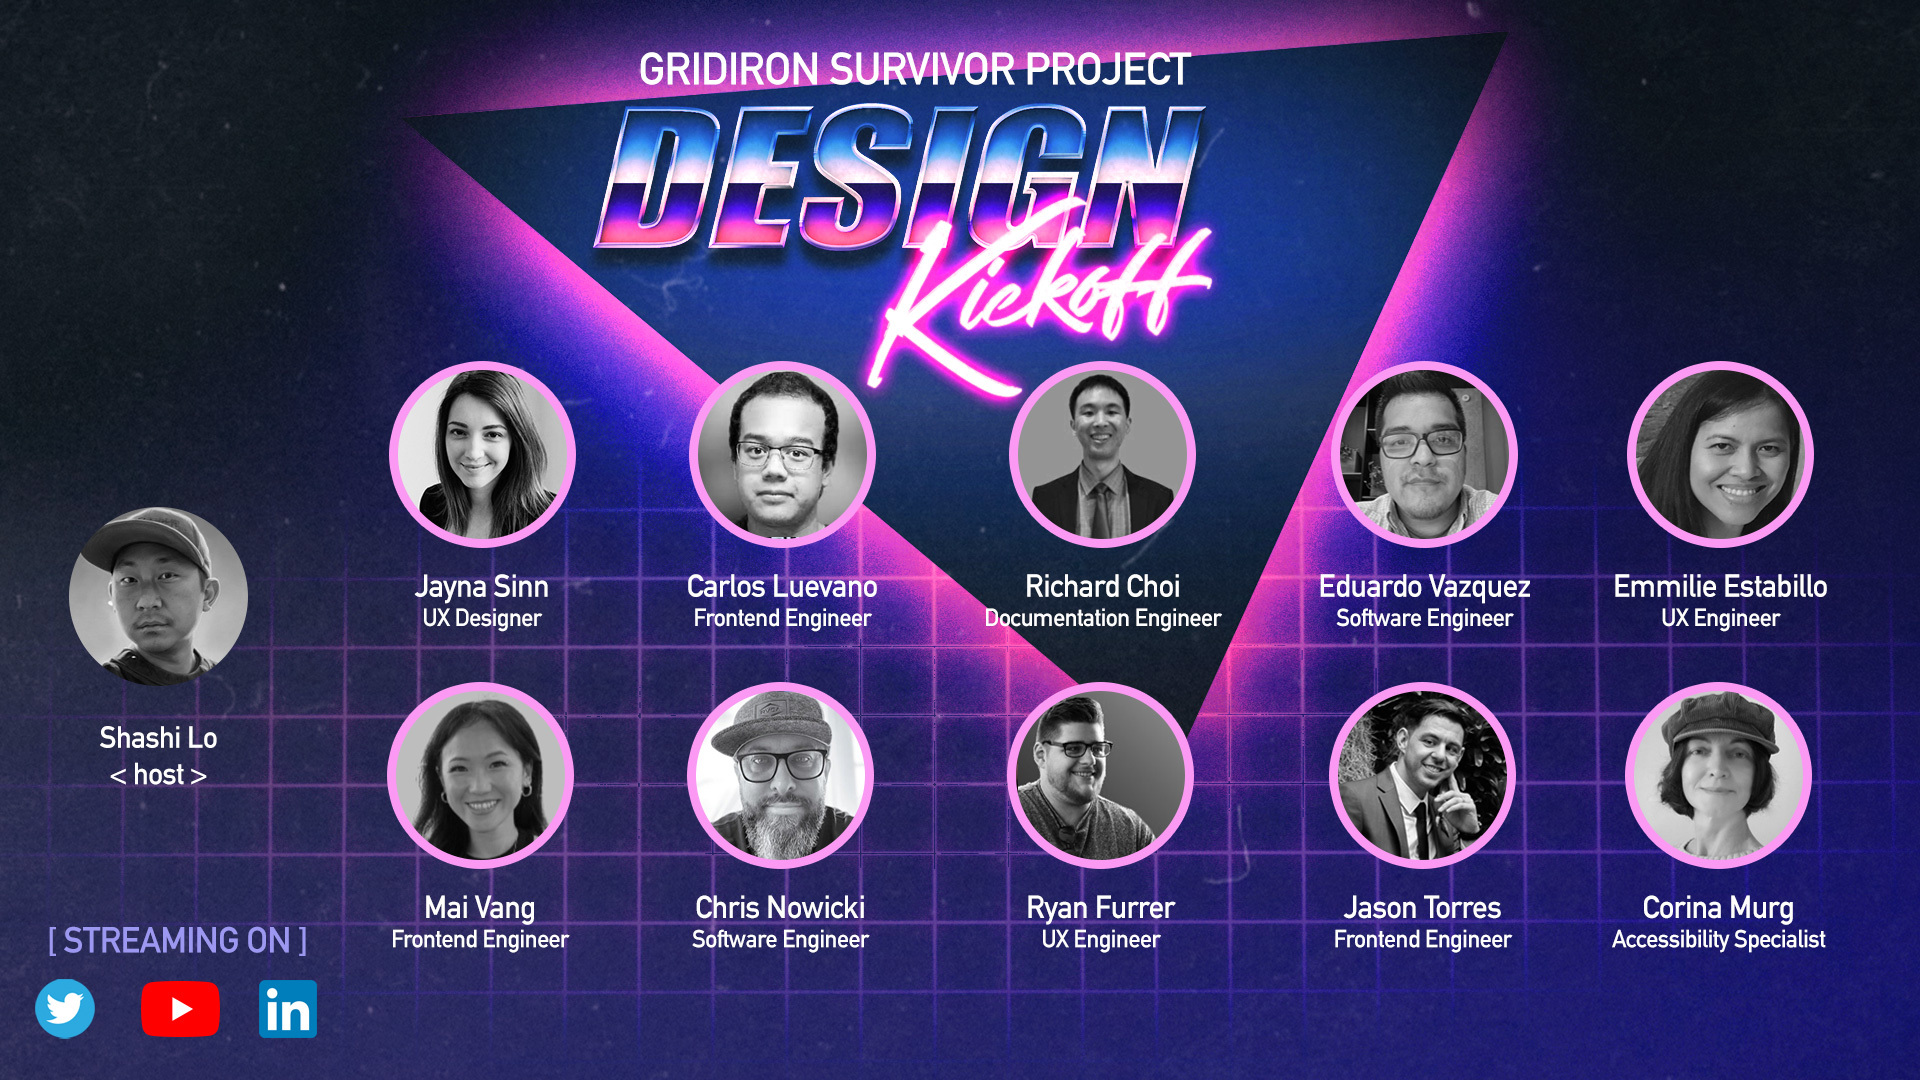 GRIDIRON SURVIVOR PROJECT
DESIGN
Kickoff
Jayna Sinn
UX Designer
Carlos Luevano
Frontend Engineer
Richard Choi
Documentation Engineer
Eduardo Vazquez
Software Engineer
Emmilie Estabillo
UX Engineer
Shashi Lo
< host >
Mai Vang
Frontend Engineer
Chris Nowicki
Software Engineer
Ryan Furrer
UX Engineer
Jason Torres
Frontend Engineer
Corina Murg
Accessibility Specialist
[ STREAMING ON ]
in